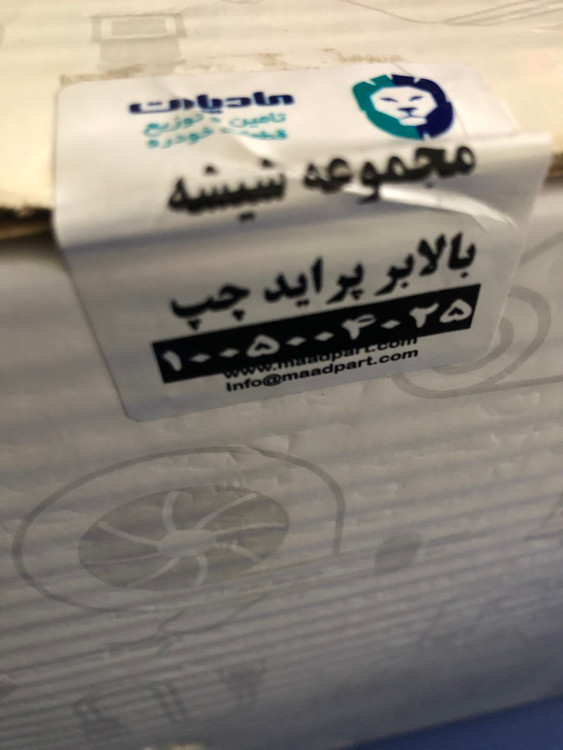 مادپارت
تامین و توزیع
قطعات خودرو
مجموعه شیشه
بالابر پراید چپ
۱۰۰۵۰۰۴۰۲۵
www.maadpart.com
Info@maadpart.com